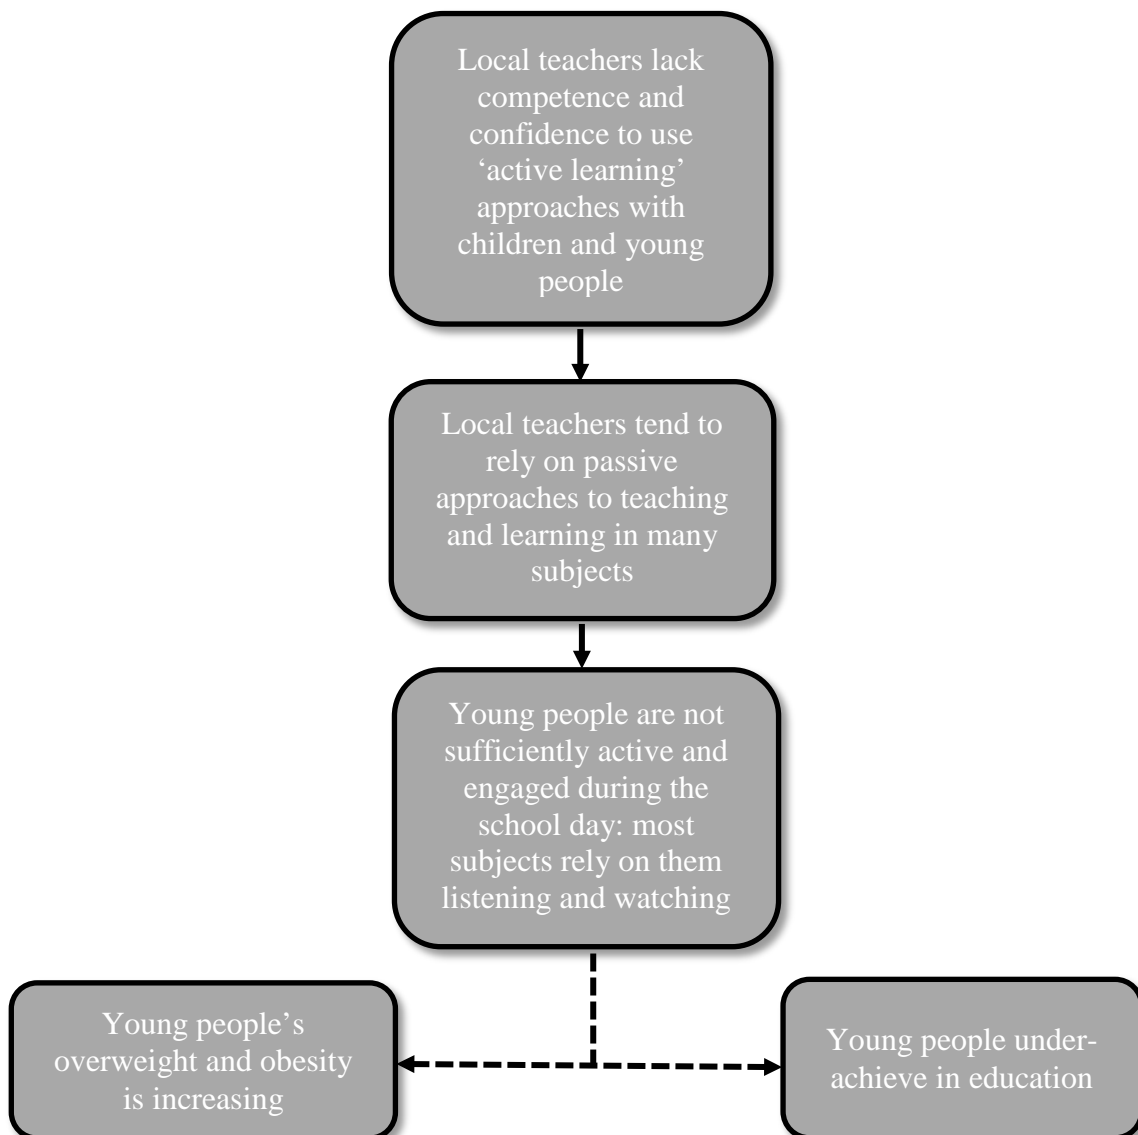 Local teachers lack
competence and
confidence to use
‘active learning’
approaches with
children and young
people
Local teachers tend to
rely on passive
approaches to teaching
and learning in many
subjects
Young people are not
sufficiently active and
engaged during the
school day: most
subjects rely on them
listening and watching
Young people’s
overweight and obesity
is increasing
Young people under-
achieve in education